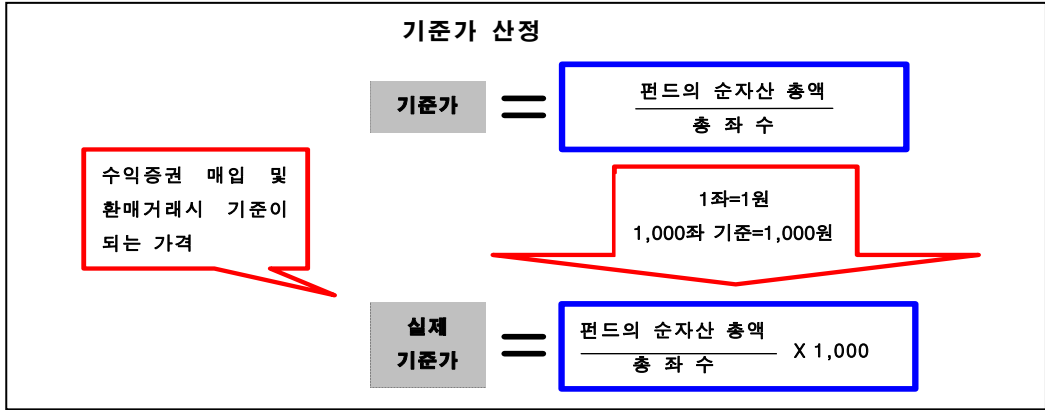 기준가 산정
기준가 = 펀드의 순자산 총액
총 좌 수
수익증권 매입 및
환매거래시 기준이
되는 가격
1좌=1원
1,000좌 기준=1,000원
실제
기준가 = 펀드의 순자산 총액
총 좌 수 X 1,000